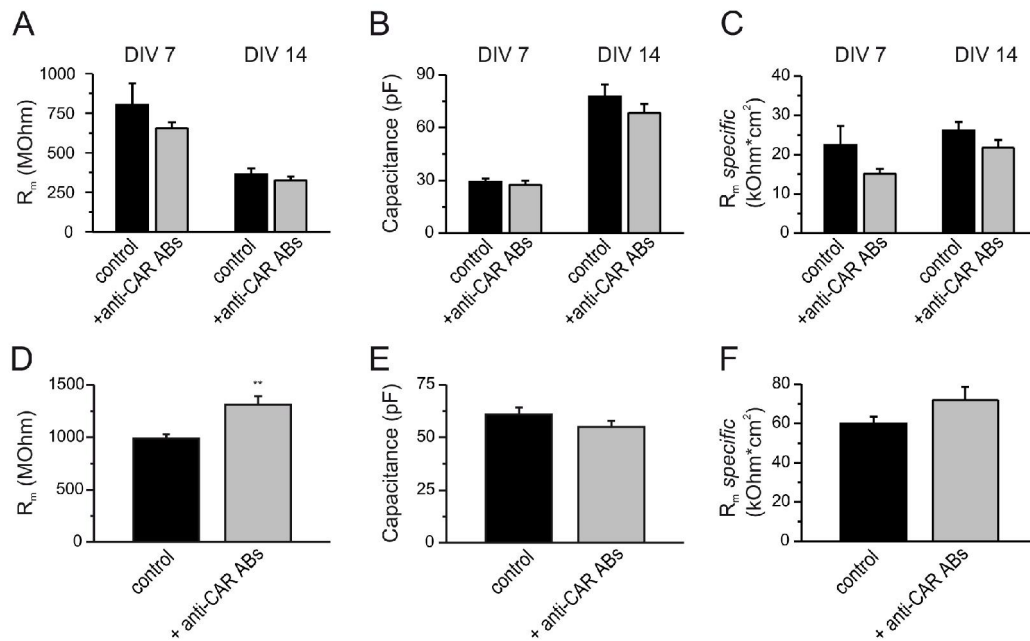 A
DIV 7 DIV 14
R_m (MOhm)
1000
750
500
250
0
control
+anti-CAR ABs
control
+anti-CAR ABs
B
DIV 7 DIV 14
Capacitance (pF)
90
60
30
0
control
+anti-CAR ABs
control
+anti-CAR ABs
C
DIV 7 DIV 14
R_m specific
(kOhm*cm²)
40
30
20
10
0
control
+anti-CAR ABs
control
+anti-CAR ABs
D
R_m (MOhm)
1500
1000
500
0
**
control
+ anti-CAR ABs
E
Capacitance (pF)
75
50
25
0
control
+ anti-CAR ABs
F
R_m specific
(kOhm*cm²)
80
60
40
20
0
control
+ anti-CAR ABs